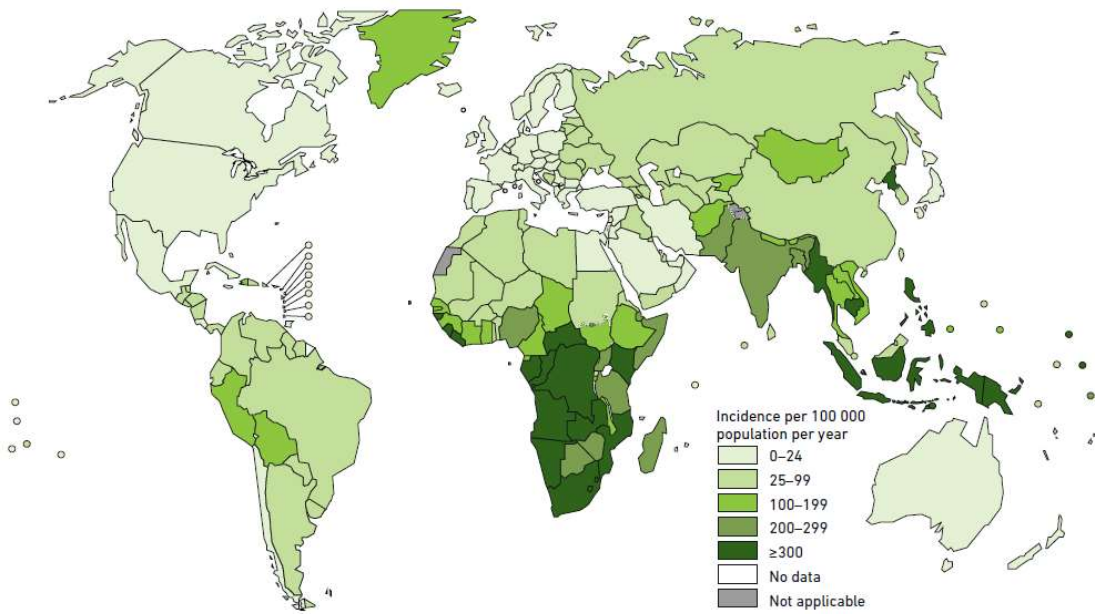 Incidence per 100 000
population per year
0–24
25–99
100–199
200–299
≥300
No data
Not applicable